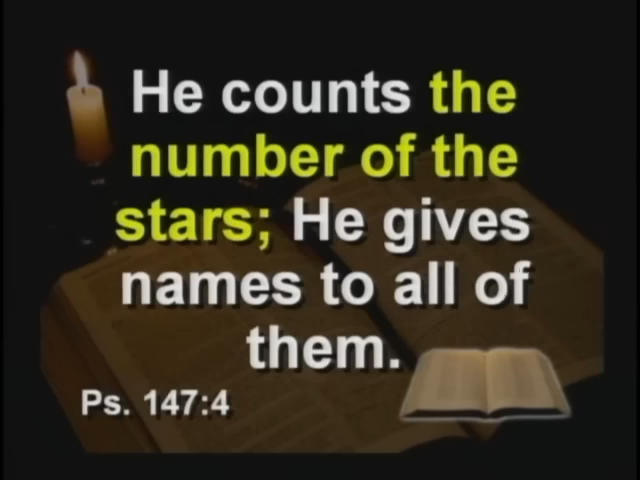 He counts the
number of the
stars; He gives
names to all of
them.
Ps. 147:4